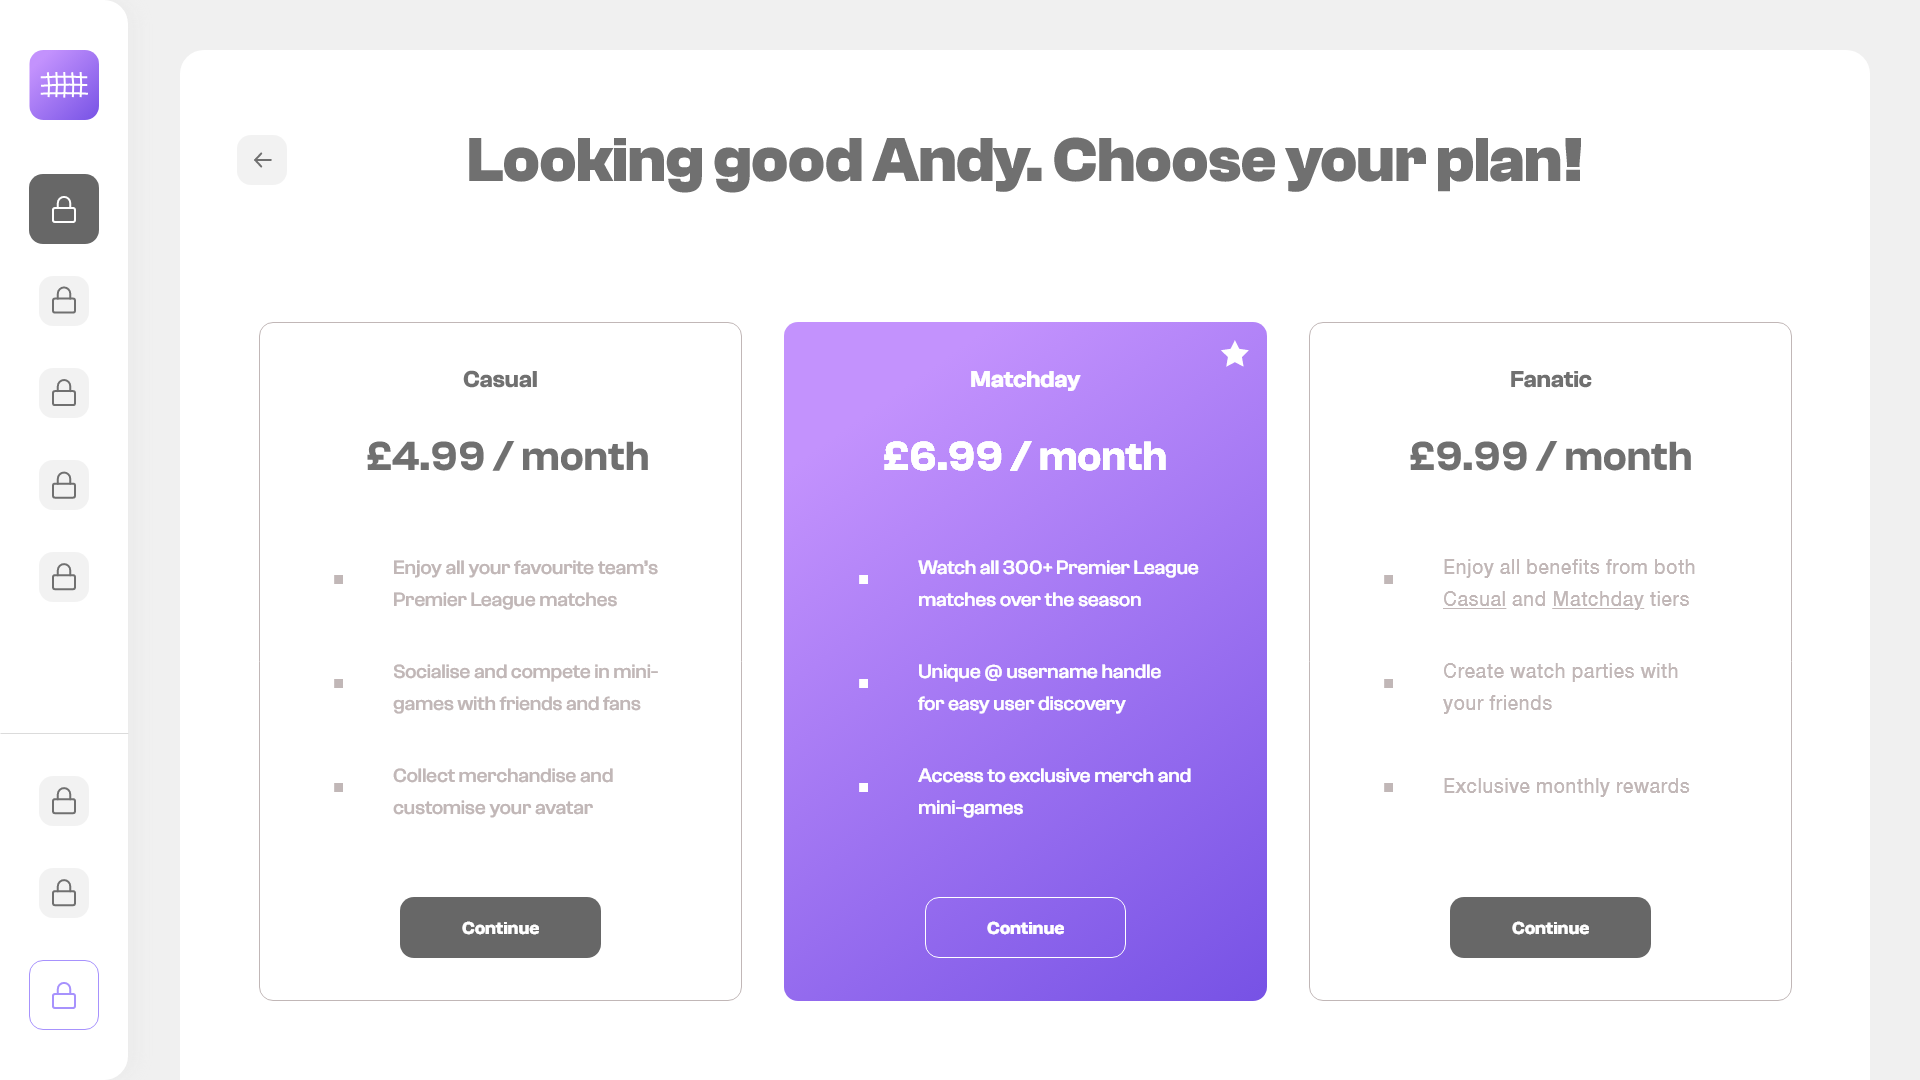 Looking good Andy. Choose your plan!
Casual
£4.99 / month
Enjoy all your favourite team's
Premier League matches
Socialise and compete in mini-
games with friends and fans
Collect merchandise and
customise your avatar
Continue
Matchday
£6.99 / month
Watch all 300+ Premier League
matches over the season
Unique @ username handle
for easy user discovery
Access to exclusive merch and
mini-games
Continue
Fanatic
£9.99 / month
Enjoy all benefits from both
Casual and Matchday tiers
Create watch parties with
your friends
Exclusive monthly rewards
Continue